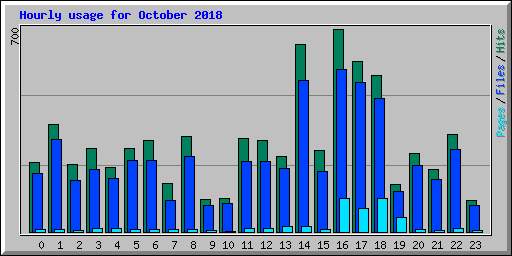 Hourly usage for October 2018
700
Pages/Files/Hits
0 1 2 3 4 5 6 7 8 9 10 11 12 13 14 15 16 17 18 19 20 21 22 23